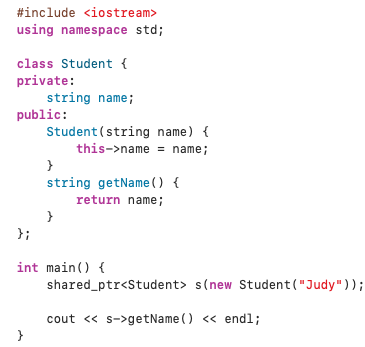 #include <iostream>
using namespace std;

class Student {
private:
    string name;
public:
    Student(string name) {
        this->name = name;
    }
    string getName() {
        return name;
    }
};

int main() {
    shared_ptr<Student> s(new Student("Judy"));

    cout << s->getName() << endl;
}